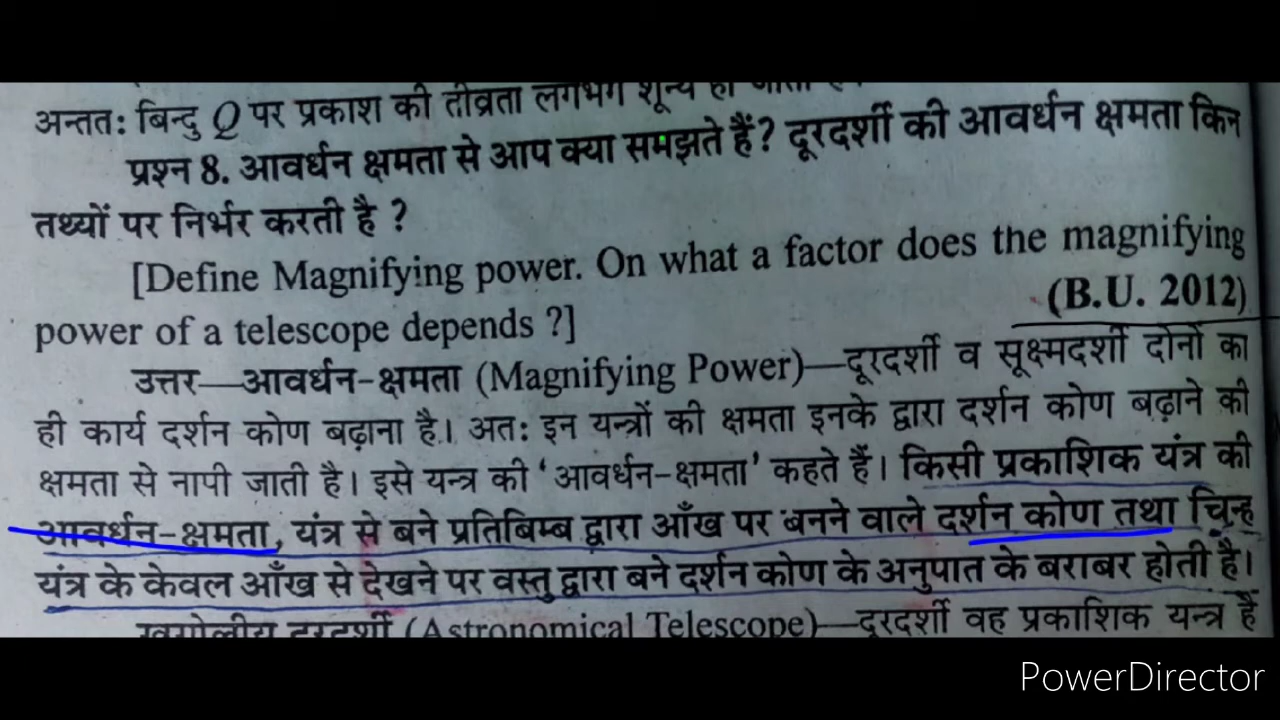 अन्ततः बिन्दु Q पर प्रकाश की तीव्रता लगभग शून्य हो जाती है।
प्रश्न 8. आवर्धन क्षमता से आप क्या समझते हैं? दूरदर्शी की आवर्धन क्षमता किन
तथ्यों पर निर्भर करती है ?
[Define Magnifying power. On what a factor does the magnifying
power of a telescope depends ?]
(B.U. 2012)
उत्तर—आवर्धन-क्षमता (Magnifying Power)—दूरदर्शी व सूक्ष्मदर्शी दोनों का
ही कार्य दर्शन कोण बढ़ाना है। अतः इन यन्त्रों की क्षमता इनके द्वारा दर्शन कोण बढ़ाने की
क्षमता से नापी जाती है। इसे यन्त्र की ‘आवर्धन-क्षमता’ कहते हैं। किसी प्रकाशिक यंत्र की
आवर्धन-क्षमता, यंत्र से बने प्रतिबिम्ब द्वारा आँख पर बनने वाले दर्शन कोण तथा चिन्ह
यंत्र के केवल आँख से देखने पर वस्तु द्वारा बने दर्शन कोण के अनुपात के बराबर होती है।
खगोलीय दूरदर्शी (Astronomical Telescope)—दूरदर्शी वह प्रकाशिक यन्त्र है
PowerDirector